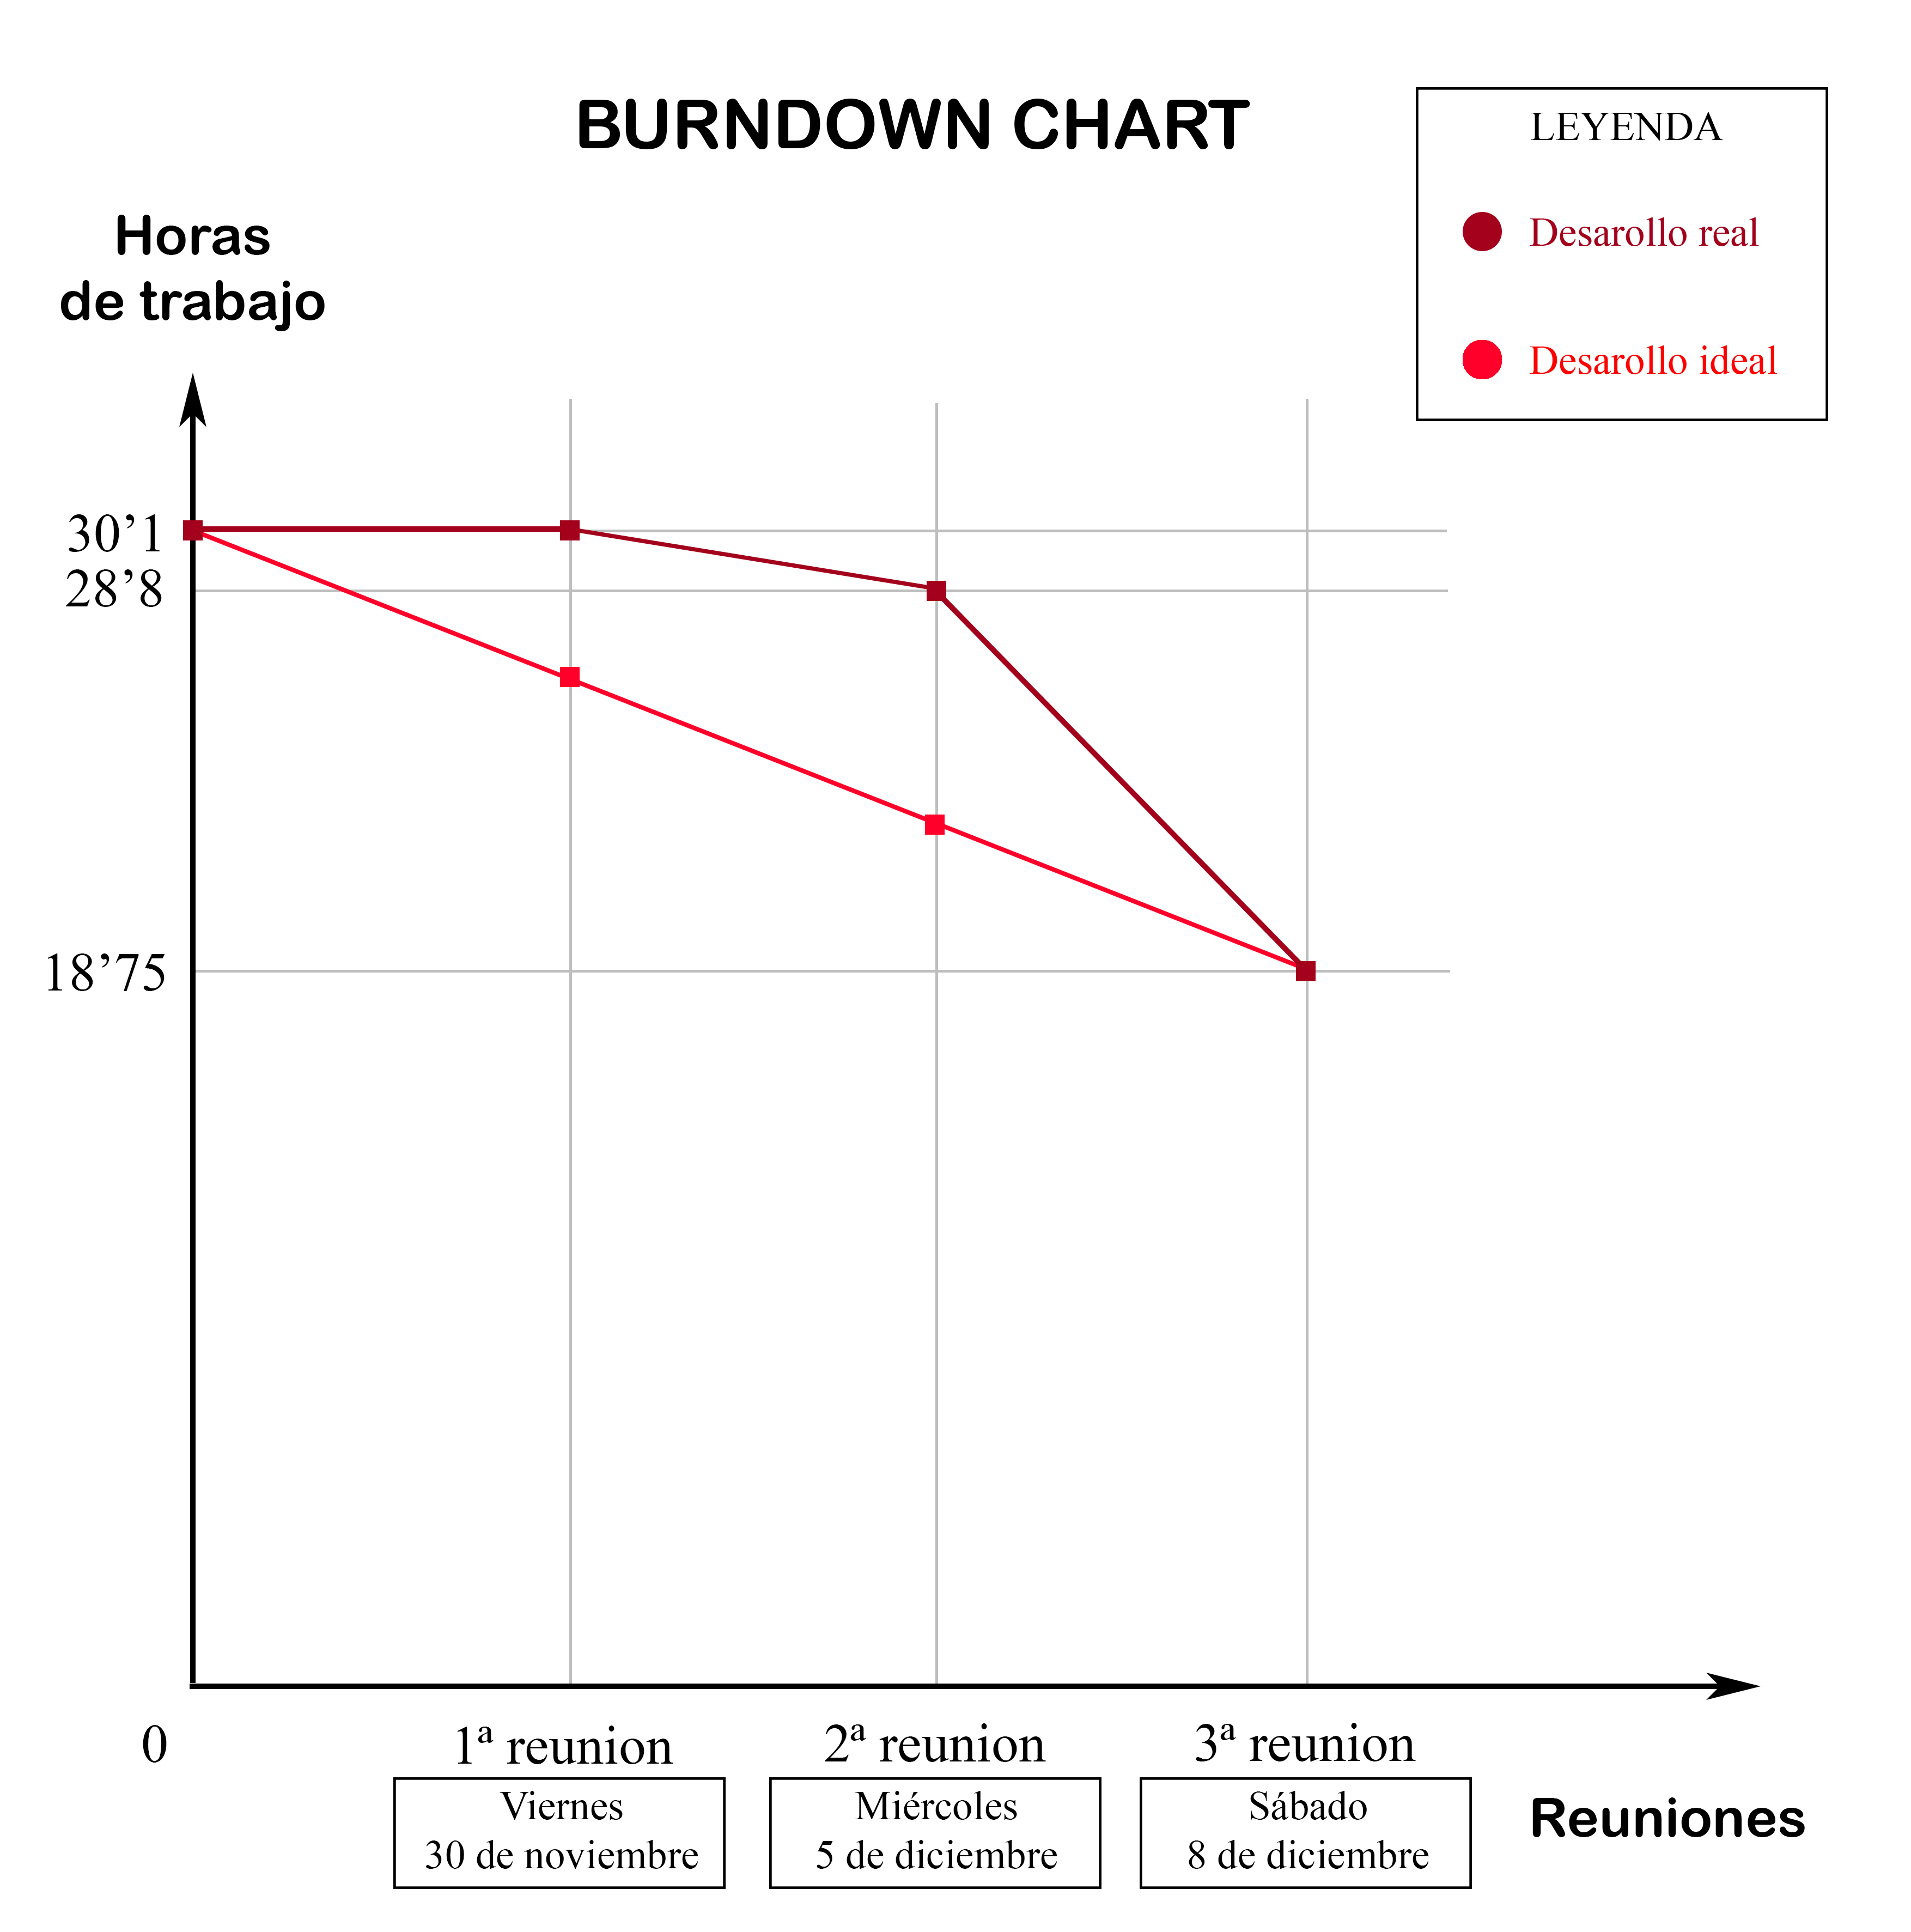 BURNDOWN CHART
LEYENDA
Desarollo real
Desarollo ideal
Horas
de trabajo
30’1
28’8
18’75
0
1ª reunion
Viernes
30 de noviembre
2ª reunion
Miércoles
5 de diciembre
3ª reunion
Sábado
8 de diciembre
Reuniones